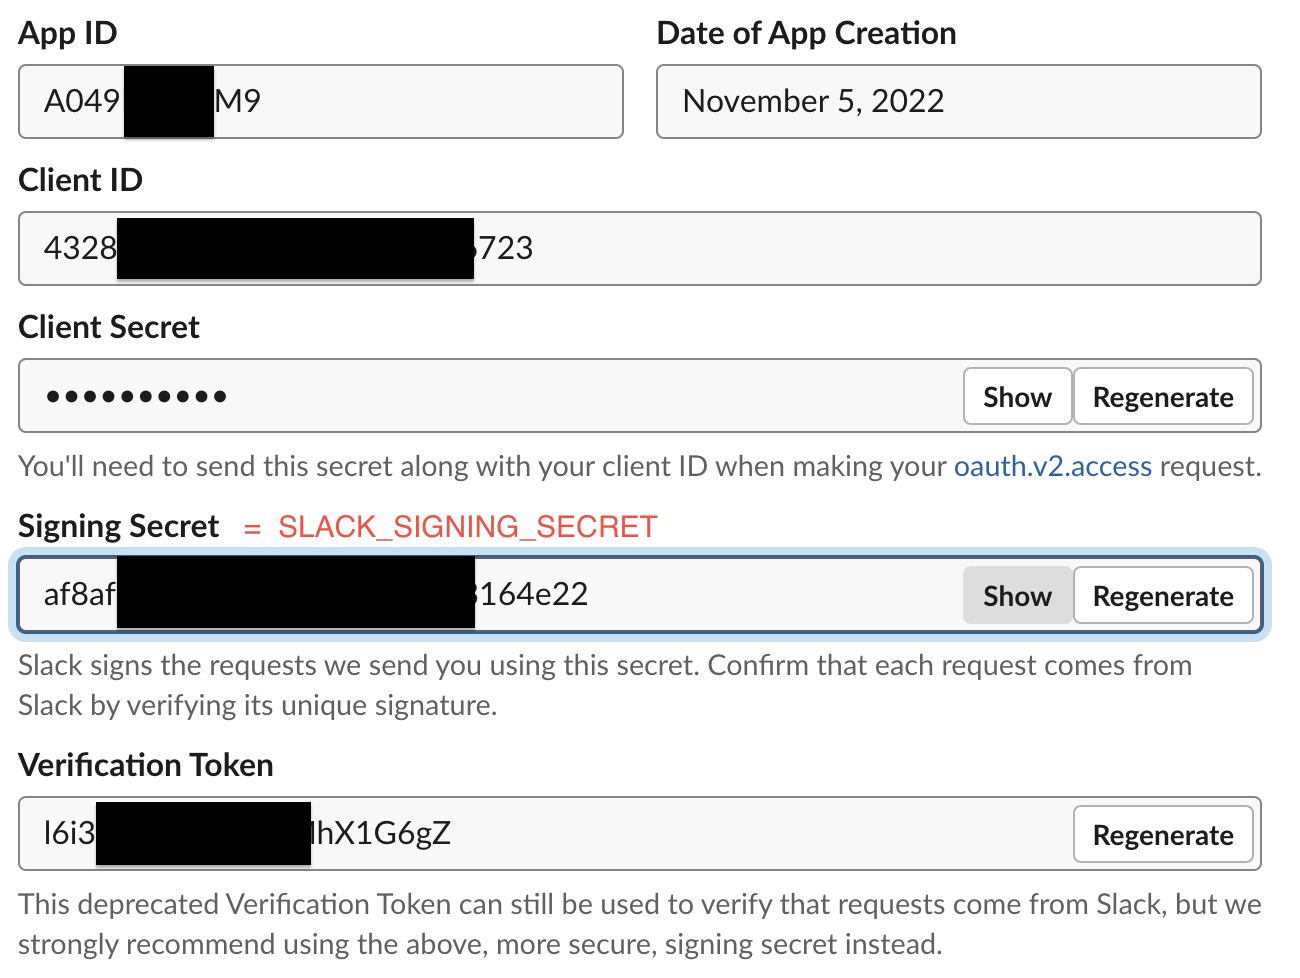 App ID
Date of App Creation
A049 M9
November 5, 2022
Client ID
4328 723
Client Secret
••••••••••
Show
Regenerate
You'll need to send this secret along with your client ID when making your oauth.v2.access request.
Signing Secret = SLACK_SIGNING_SECRET
af8af 164e22
Show
Regenerate
Slack signs the requests we send you using this secret. Confirm that each request comes from
Slack by verifying its unique signature.
Verification Token
l6i3 hX1G6gZ
Regenerate
This deprecated Verification Token can still be used to verify that requests come from Slack, but we
strongly recommend using the above, more secure, signing secret instead.